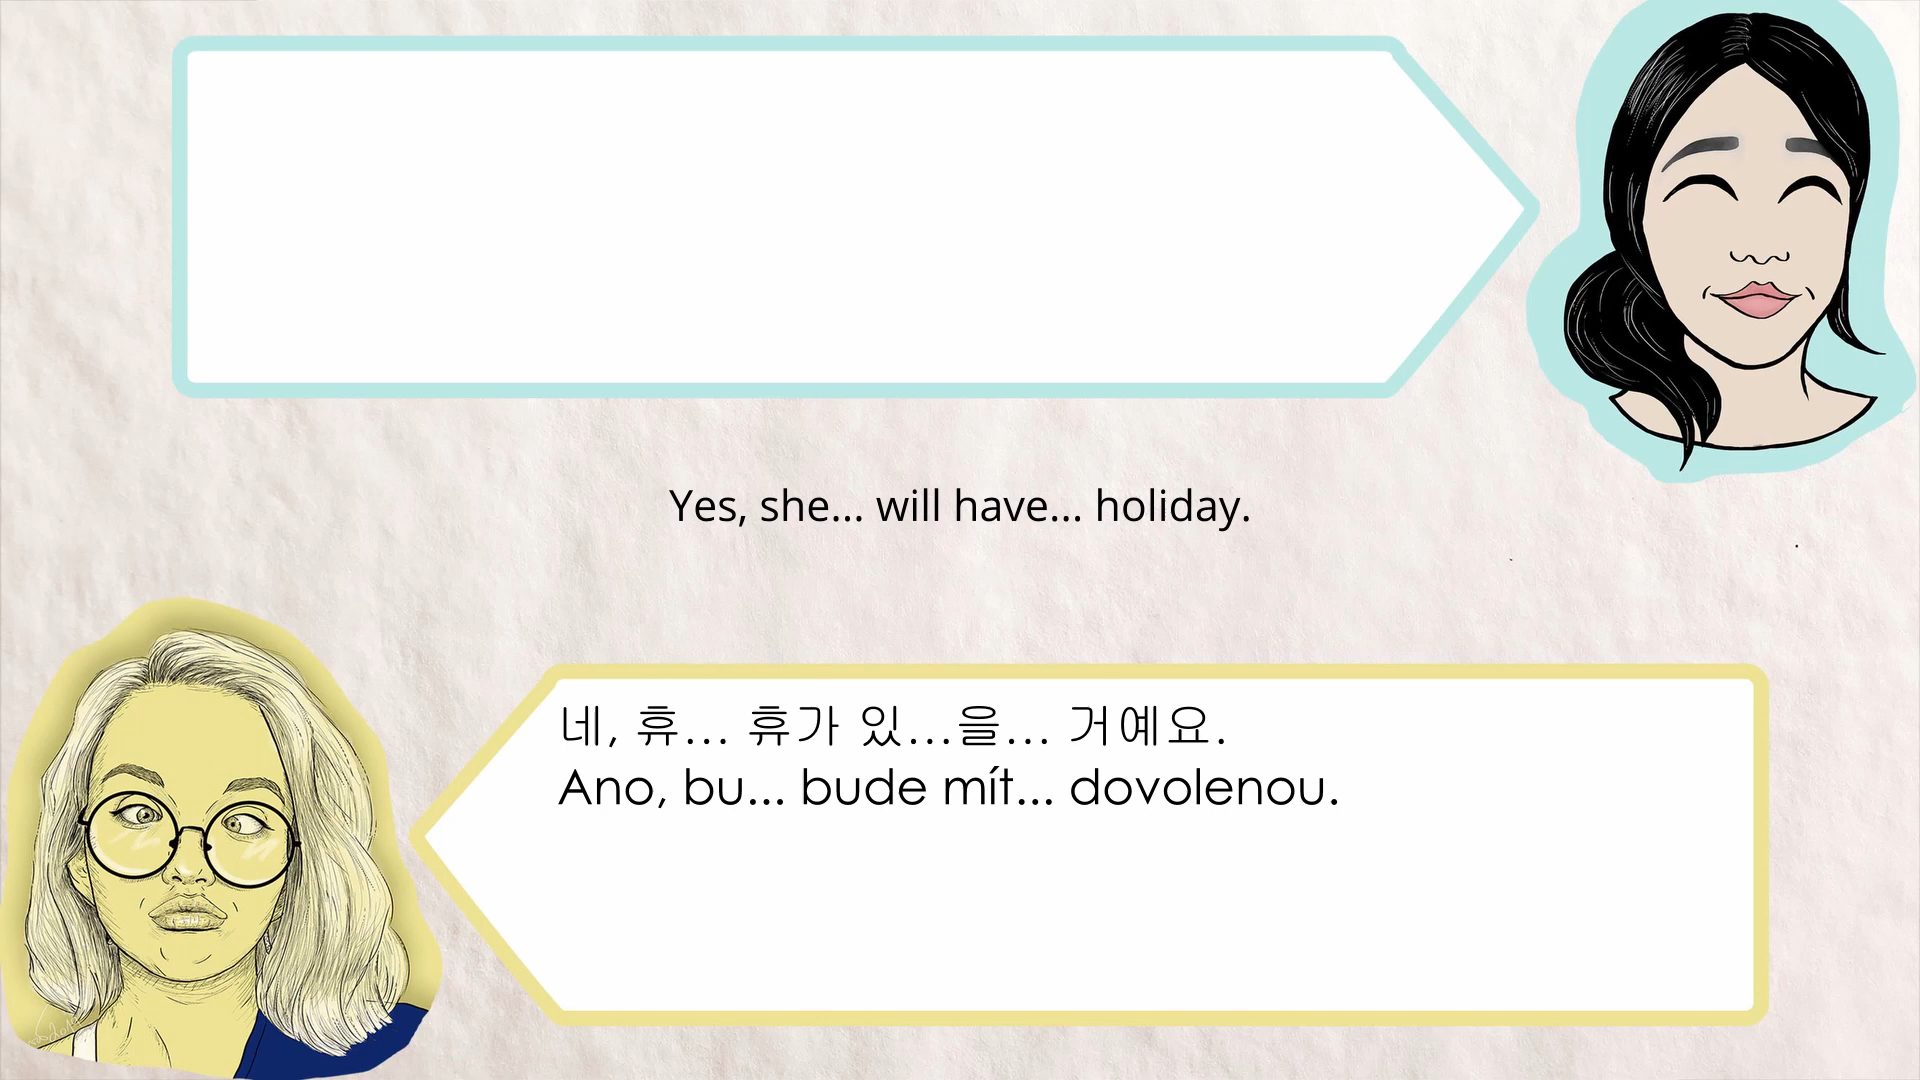 Yes, she... will have... holiday.
네, 휴... 휴가 있...을... 거예요.
Ano, bu... bude mít... dovolenou.